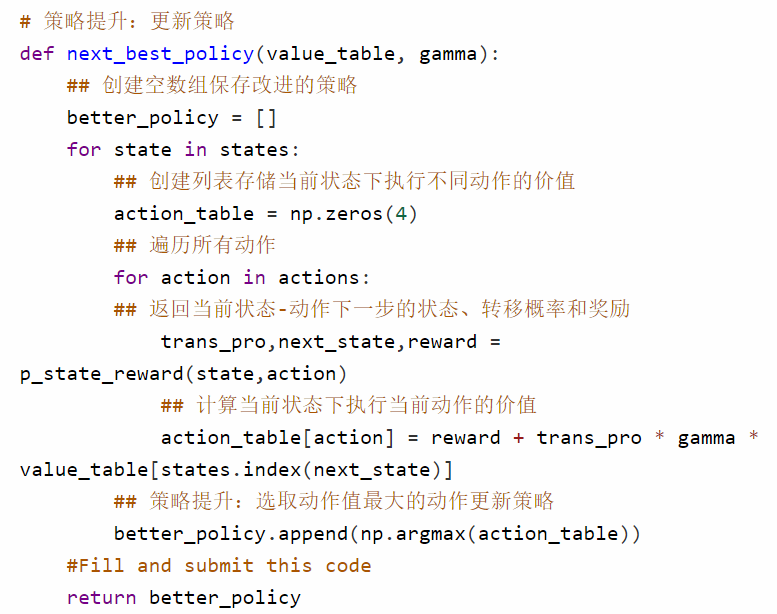 # 策略提升：更新策略
def next_best_policy(value_table, gamma):
    ## 创建空数组保存改进的策略
    better_policy = []
    for state in states:
        ## 创建列表存储当前状态下执行不同动作的价值
        action_table = np.zeros(4)
        ## 遍历所有动作
        for action in actions:
        ## 返回当前状态-动作下一步的状态、转移概率和奖励
            trans_pro,next_state,reward =
p_state_reward(state,action)
            ## 计算当前状态下执行当前动作的价值
            action_table[action] = reward + trans_pro * gamma *
value_table[states.index(next_state)]
        ## 策略提升：选取动作值最大的动作更新策略
        better_policy.append(np.argmax(action_table))
    #Fill and submit this code
    return better_policy